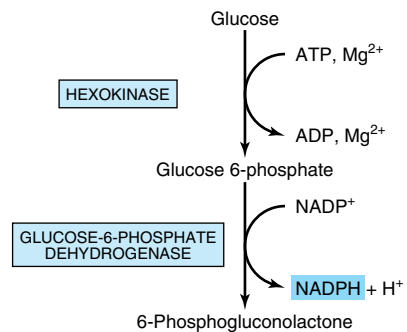 Glucose
ATP, Mg²⁺
HEXOKINASE
ADP, Mg²⁺
Glucose 6-phosphate
NADP⁺
GLUCOSE-6-PHOSPHATE
DEHYDROGENASE
NADPH + H⁺
6-Phosphogluconolactone